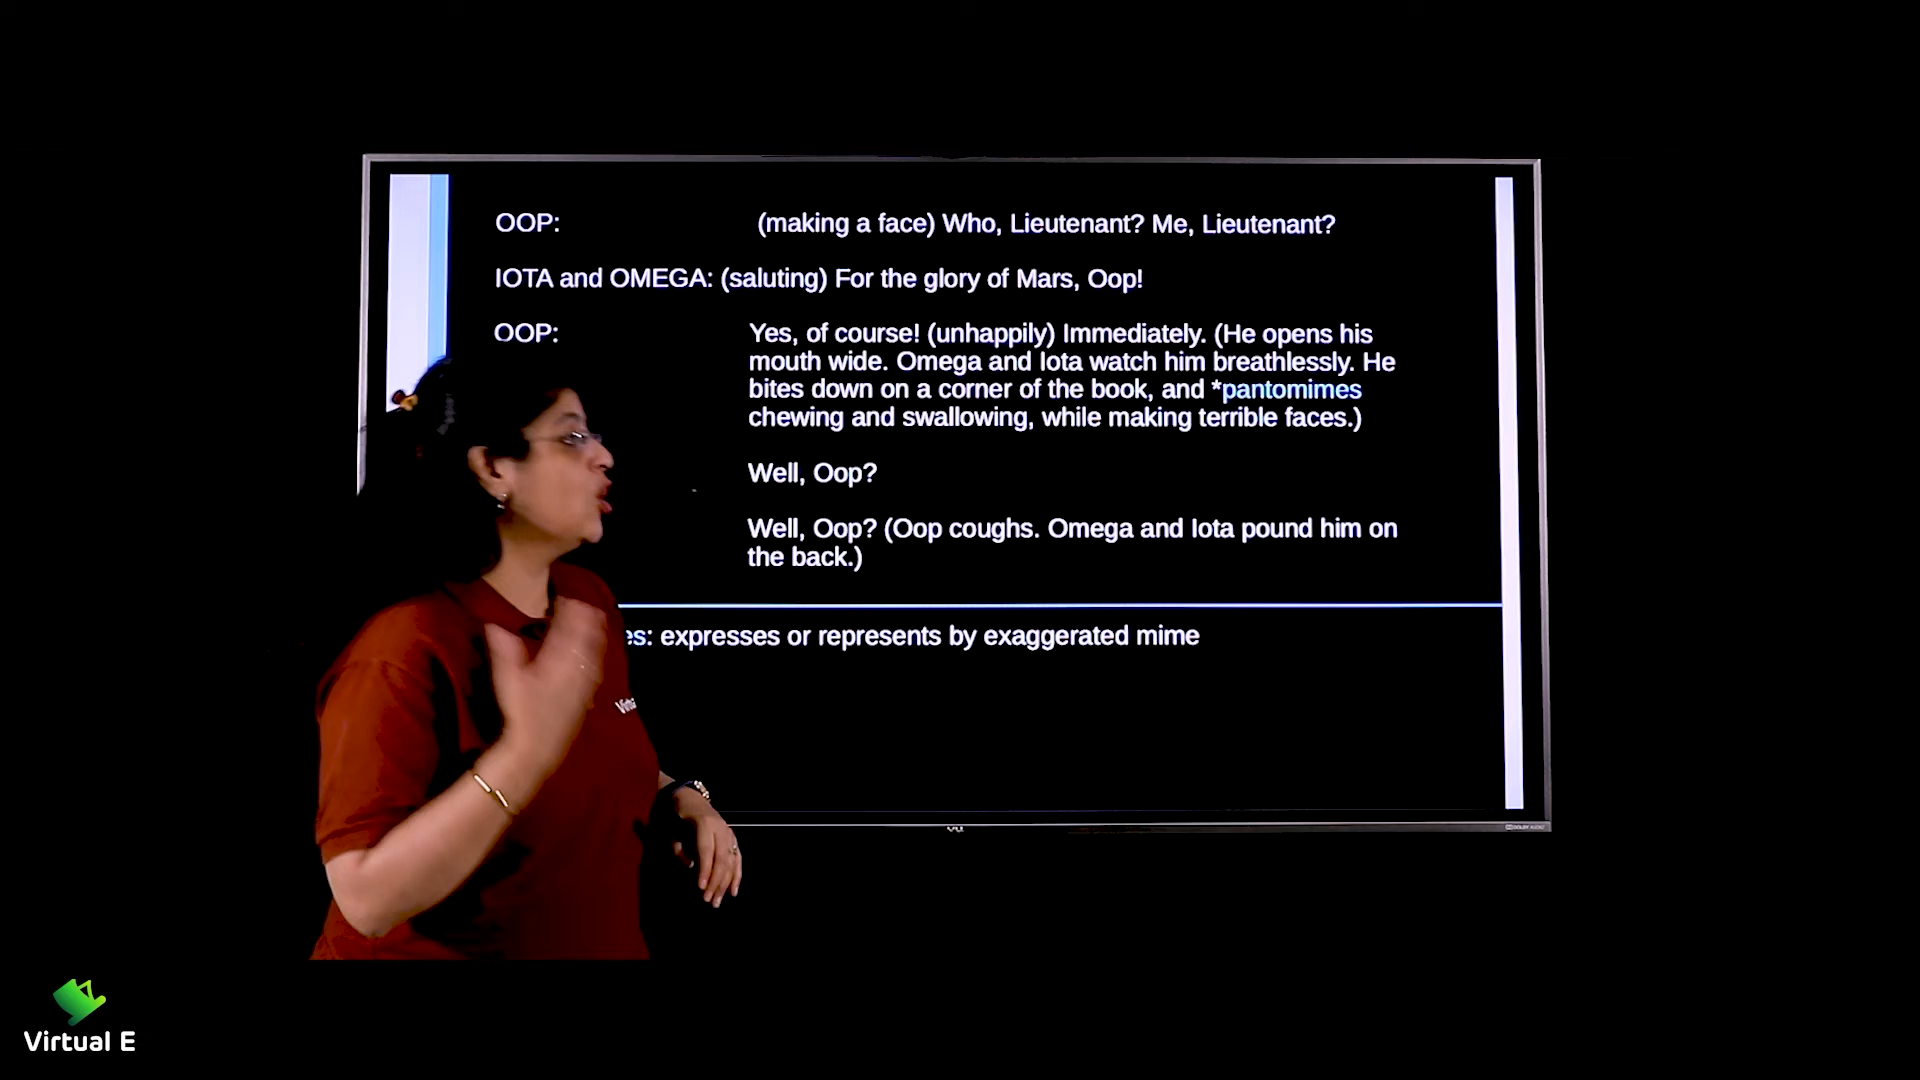 OOP: (making a face) Who, Lieutenant? Me, Lieutenant?
IOTA and OMEGA: (saluting) For the glory of Mars, Oop!
OOP: Yes, of course! (unhappily) Immediately. (He opens his
mouth wide. Omega and Iota watch him breathlessly. He
bites down on a corner of the book, and *pantomimes
chewing and swallowing, while making terrible faces.)
Well, Oop?
Well, Oop? (Oop coughs. Omega and Iota pound him on
the back.)
es: expresses or represents by exaggerated mime
Virtual E